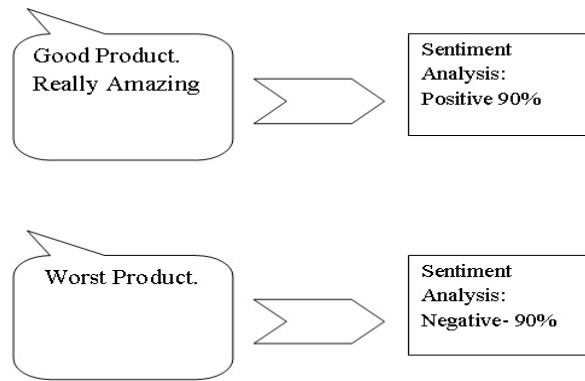 Good Product.
Really Amazing
Sentiment
Analysis:
Positive 90%
Worst Product.
Sentiment
Analysis:
Negative- 90%